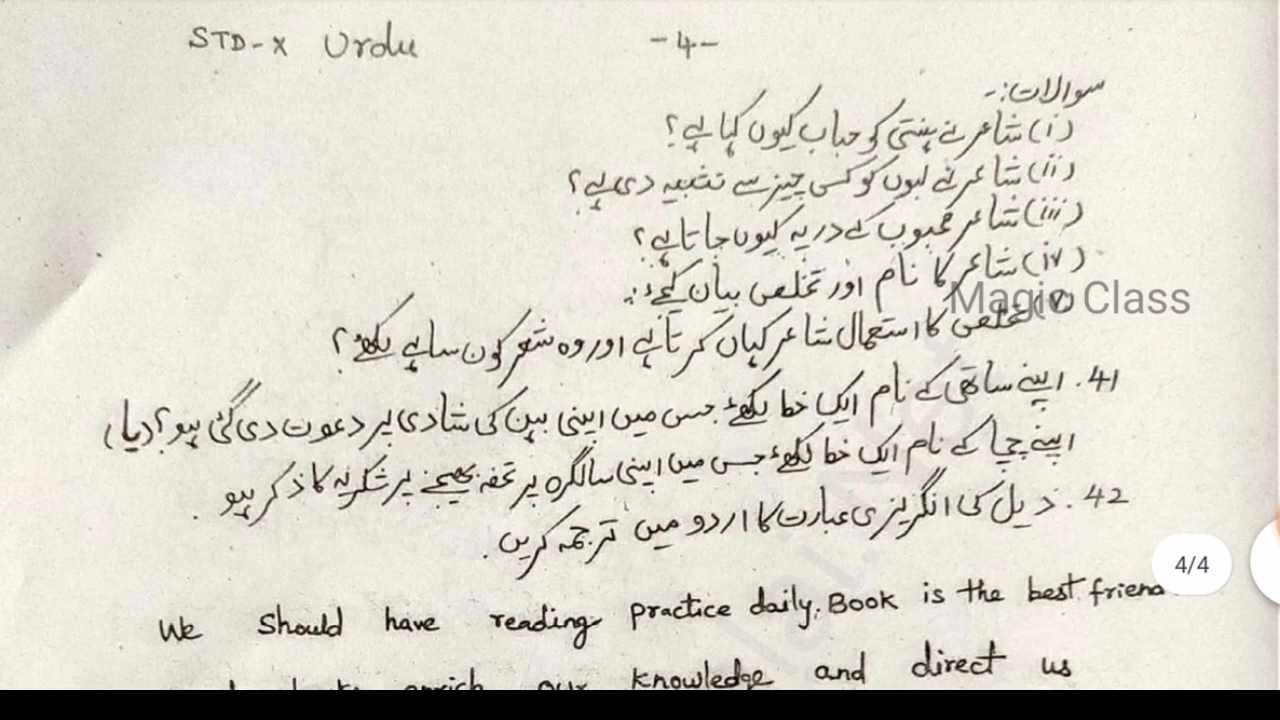 STD-X Urdu -4-
سوالات:-
(i) شاعر نے ہستی کو حباب کیوں کہا ہے؟
(ii) شاعر نے لبوں کو کس چیز سے تشبیہ دی ہے؟
(iii) شاعر محبوب کے در پہ کیوں جاتا ہے؟
(iv) شاعر کا نام اور تخلص بیان کیجئے۔
(v) تخلص کا استعمال شاعر کہاں کرتا ہے اور وہ شعر کون سا ہے لکھئے؟
Magic Class
41. اپنے ساتھی کے نام ایک خط لکھئے جس میں اپنی بہن کی شادی پر دعوت دی گئی ہو؟ (یا)
اپنے چچا کے نام ایک خط لکھئے جس میں اپنی سالگرہ پر تحفہ بھیجنے پر شکریہ کا ذکر ہو.
42. ذیل کی انگریزی عبارت کا اردو میں ترجمہ کریں.
4/4
We should have reading practice daily. Book is the best friend
our knowledge and direct us